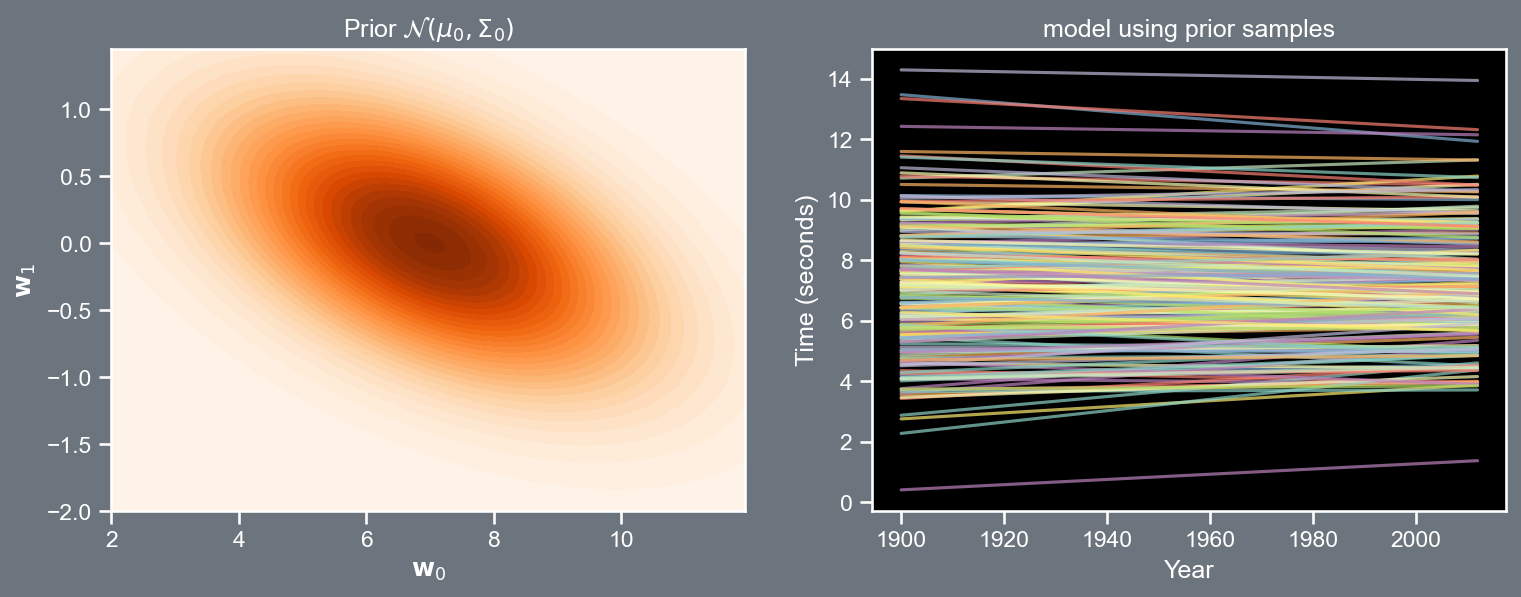 Prior 𝒩(μ₀, Σ₀)
1.0
0.5
0.0
−0.5
−1.0
−1.5
−2.0
w₁
2 4 6 8 10
w₀
model using prior samples
14
12
10
8
6
4
2
0
Time (seconds)
1900 1920 1940 1960 1980 2000
Year